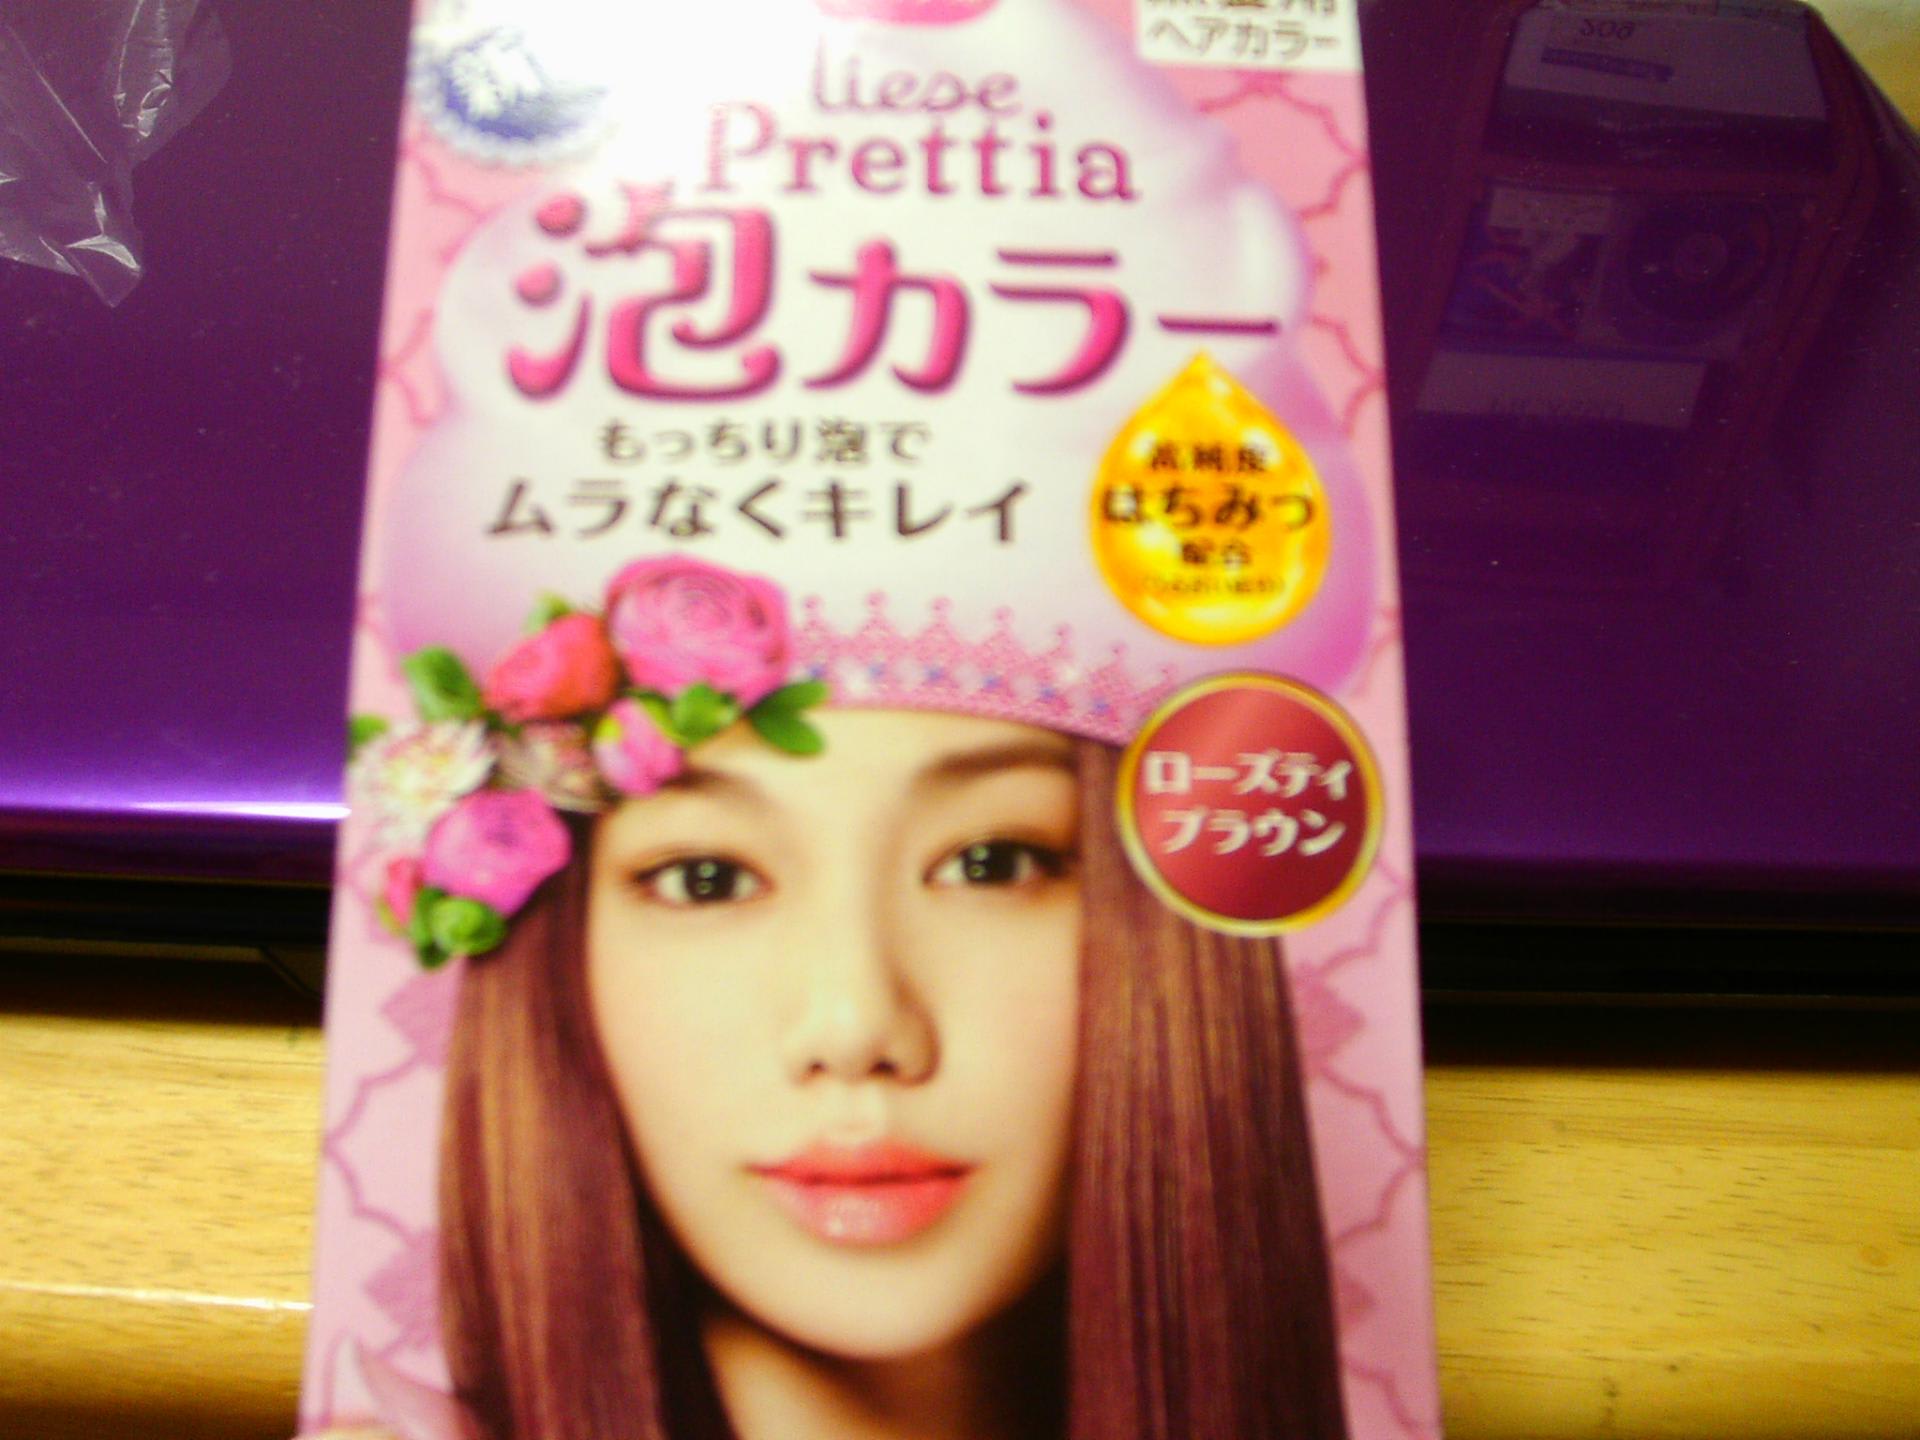 ヘアカラー
liese
Prettia
泡カラー
もっちり泡で
ムラなくキレイ
高純度
はちみつ
配合
ローズティ
ブラウン